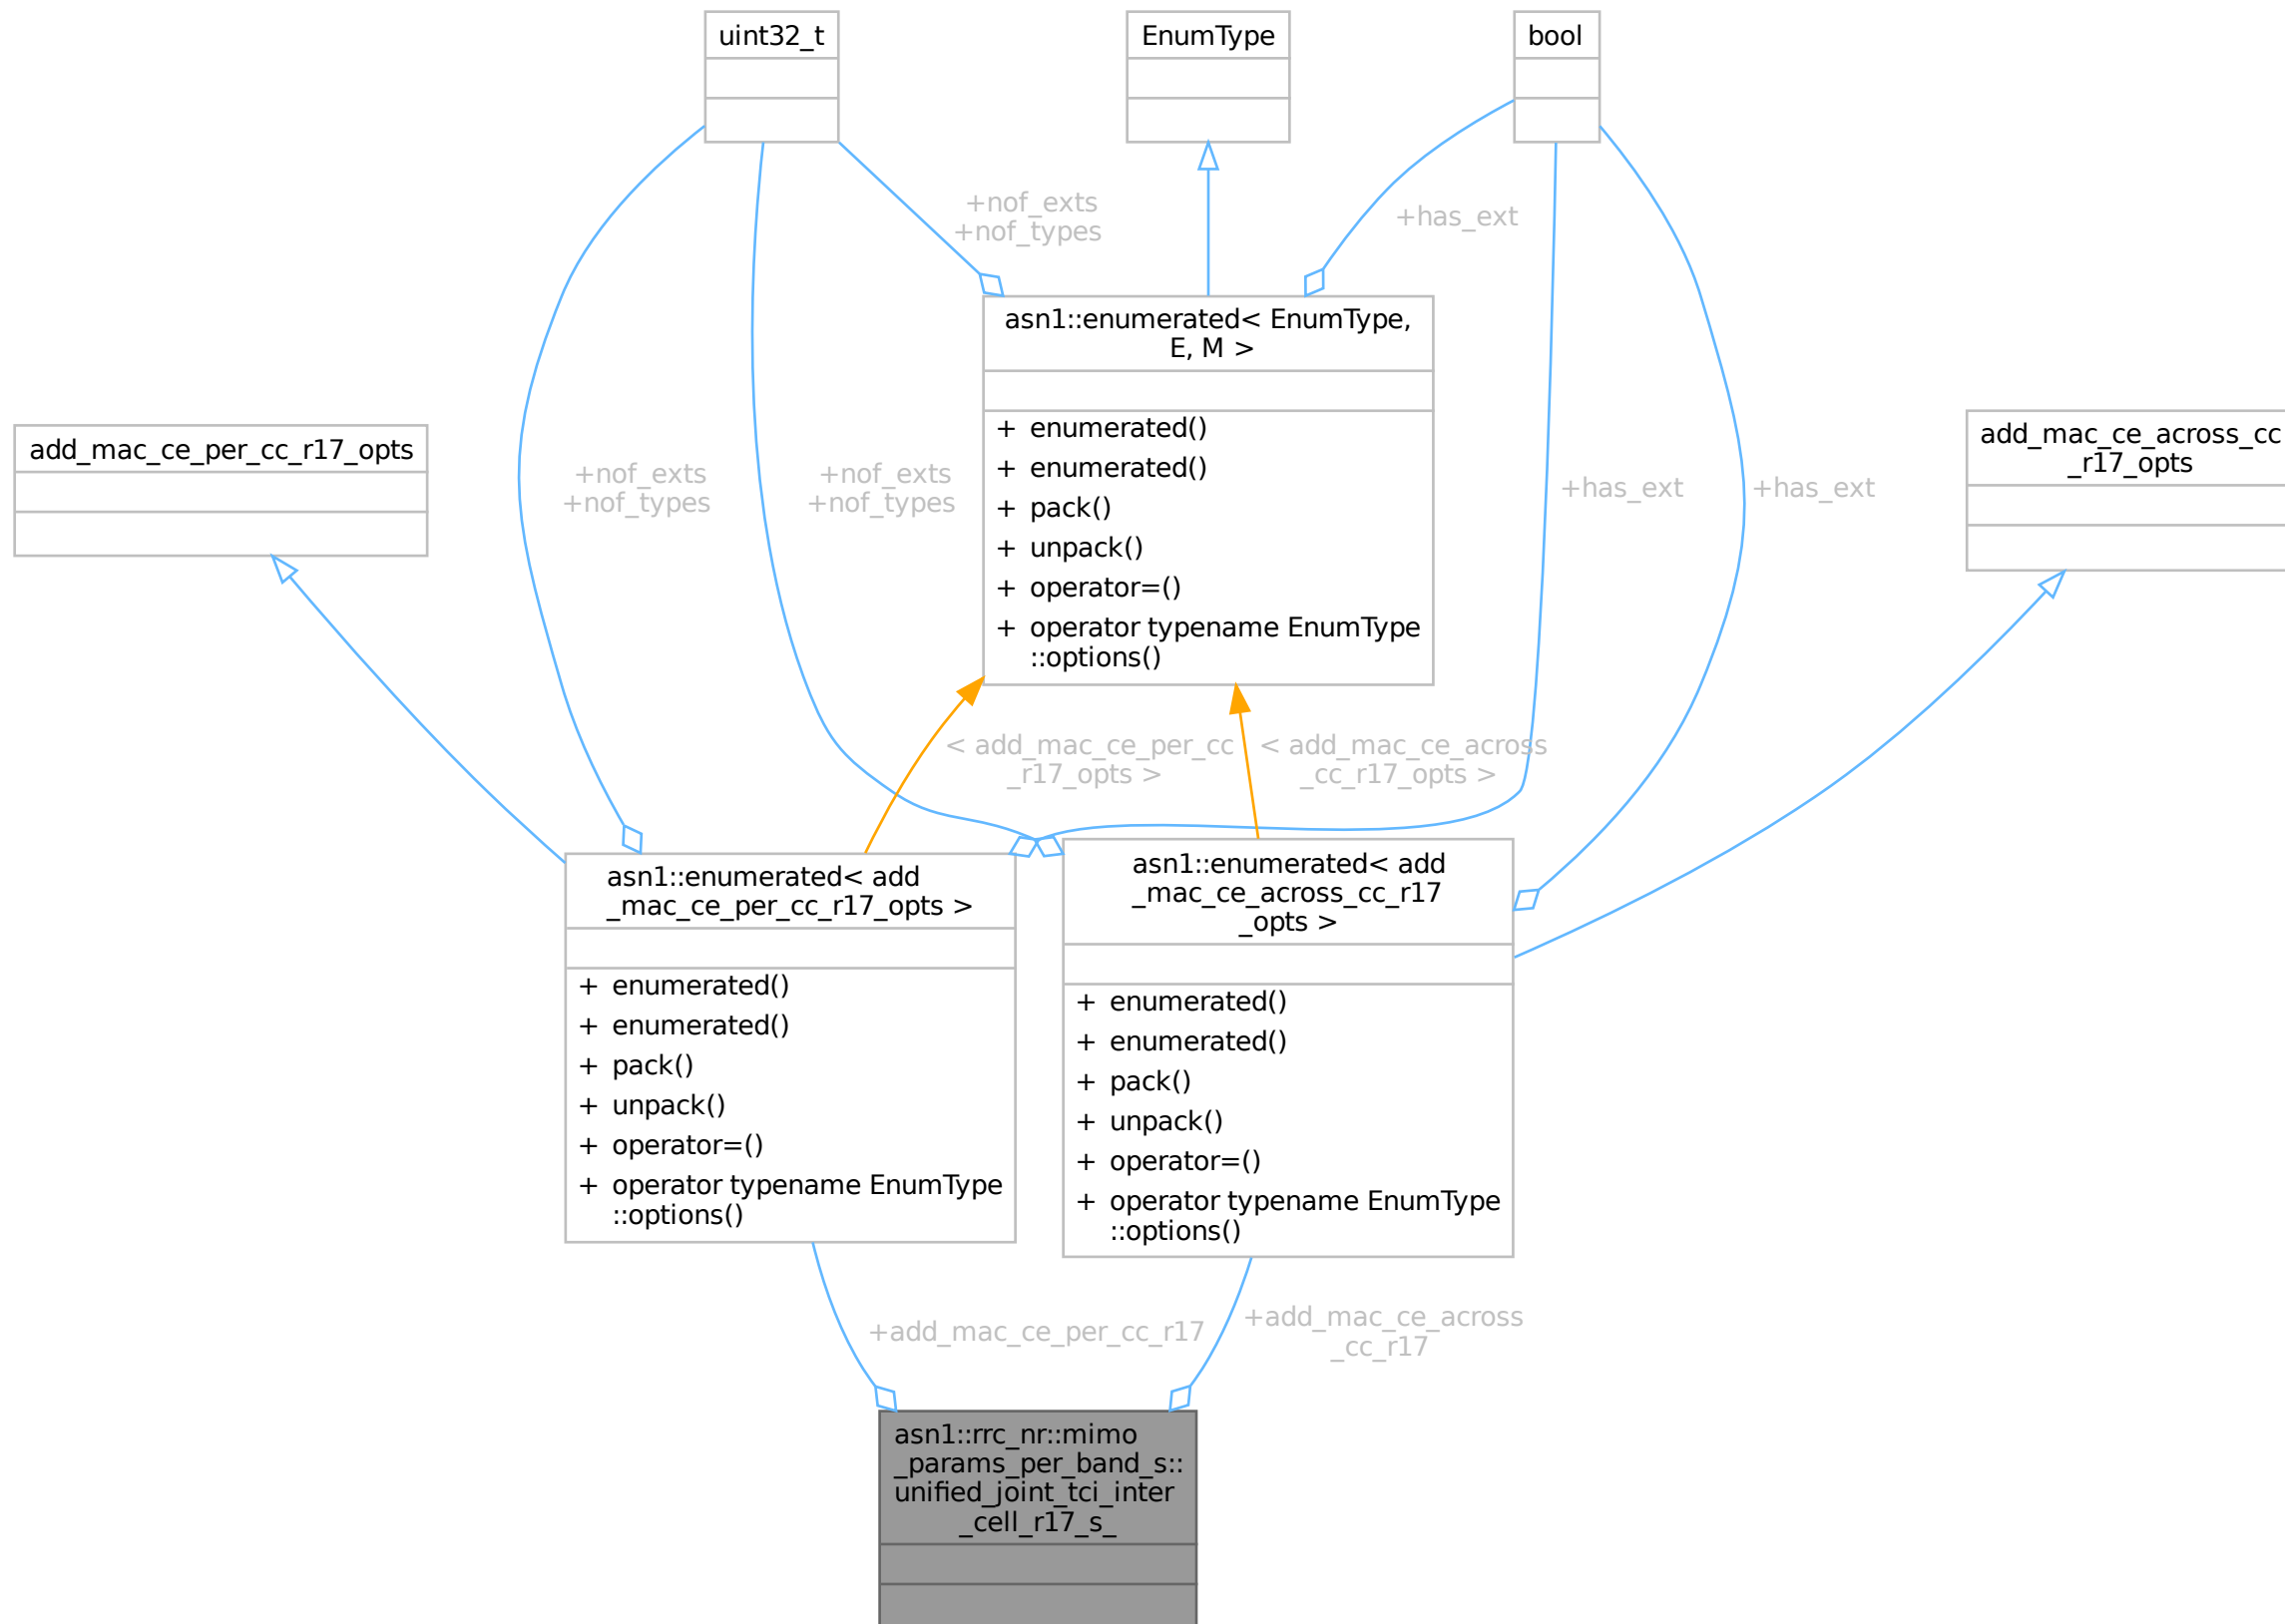 uint32_t
EnumType
bool
+nof_exts
+nof_types
+has_ext
asn1::enumerated< EnumType,
E, M >
+ enumerated()
+ enumerated()
+ pack()
+ unpack()
+ operator=()
+ operator typename EnumType
::options()
add_mac_ce_per_cc_r17_opts
add_mac_ce_across_cc
_r17_opts
+nof_exts
+nof_types
+nof_exts
+nof_types
+has_ext
+has_ext
< add_mac_ce_per_cc
_r17_opts >
< add_mac_ce_across
_cc_r17_opts >
asn1::enumerated< add
_mac_ce_per_cc_r17_opts >
+ enumerated()
+ enumerated()
+ pack()
+ unpack()
+ operator=()
+ operator typename EnumType
::options()
asn1::enumerated< add
_mac_ce_across_cc_r17
_opts >
+ enumerated()
+ enumerated()
+ pack()
+ unpack()
+ operator=()
+ operator typename EnumType
::options()
+add_mac_ce_per_cc_r17
+add_mac_ce_across
_cc_r17
asn1::rrc_nr::mimo
_params_per_band_s::
unified_joint_tci_inter
_cell_r17_s_